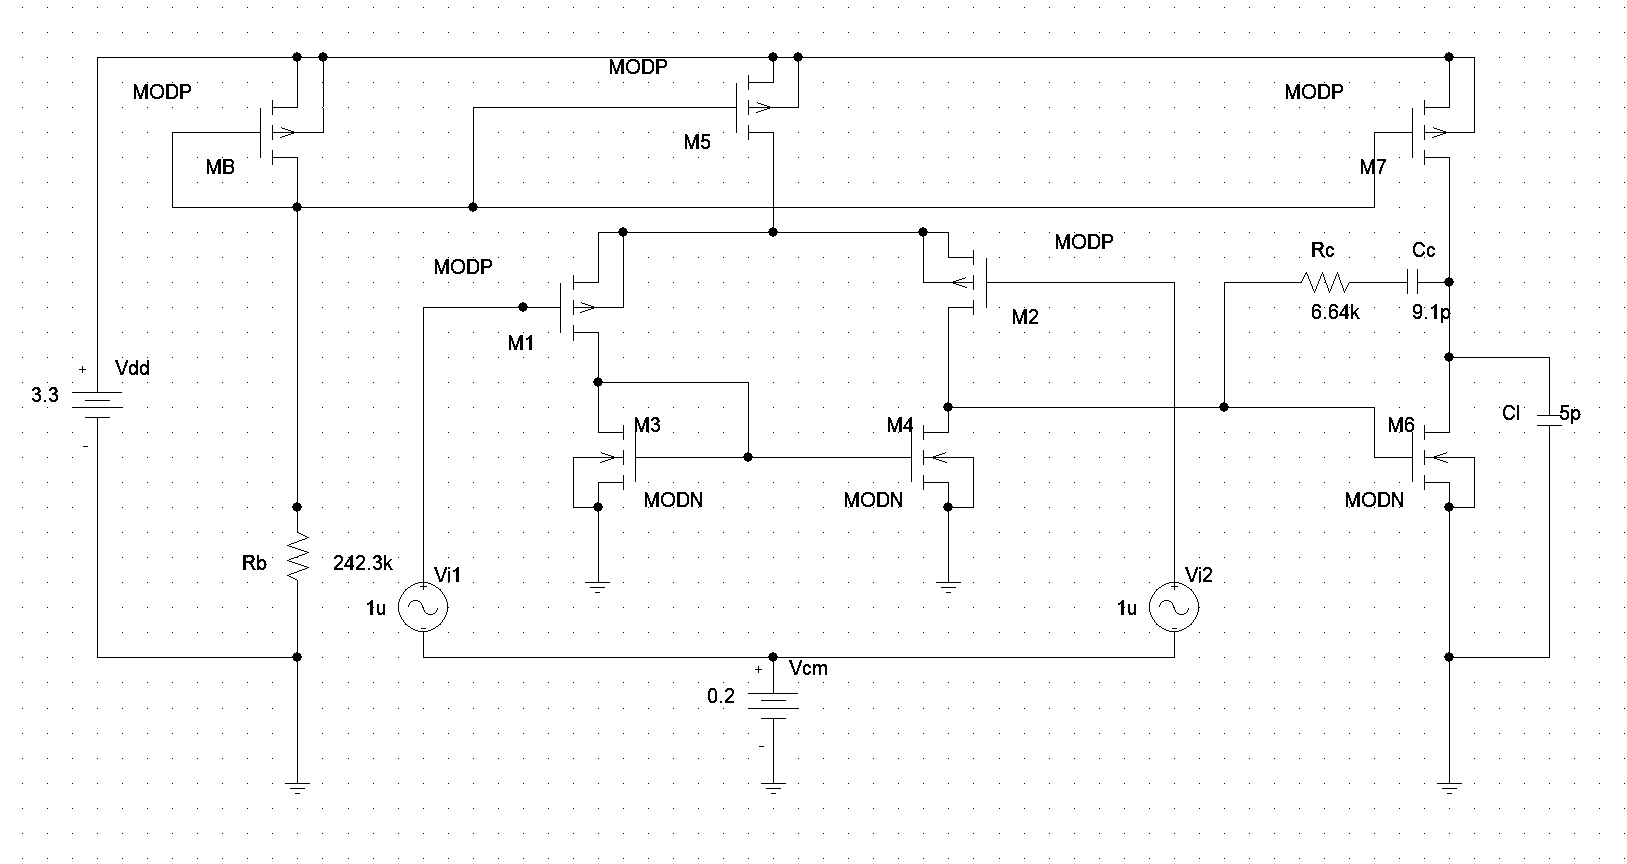 MODP
MODP
MODP
MB
M5
M7
MODP
MODP
Rc
Cc
M1
M2
6.64k
9.1p
+
Vdd
3.3
-
M3
M4
M6
Cl
5p
MODN
MODN
MODN
Rb
242.3k
Vi1
Vi2
+
+
1u
1u
-
-
+
Vcm
0.2
-